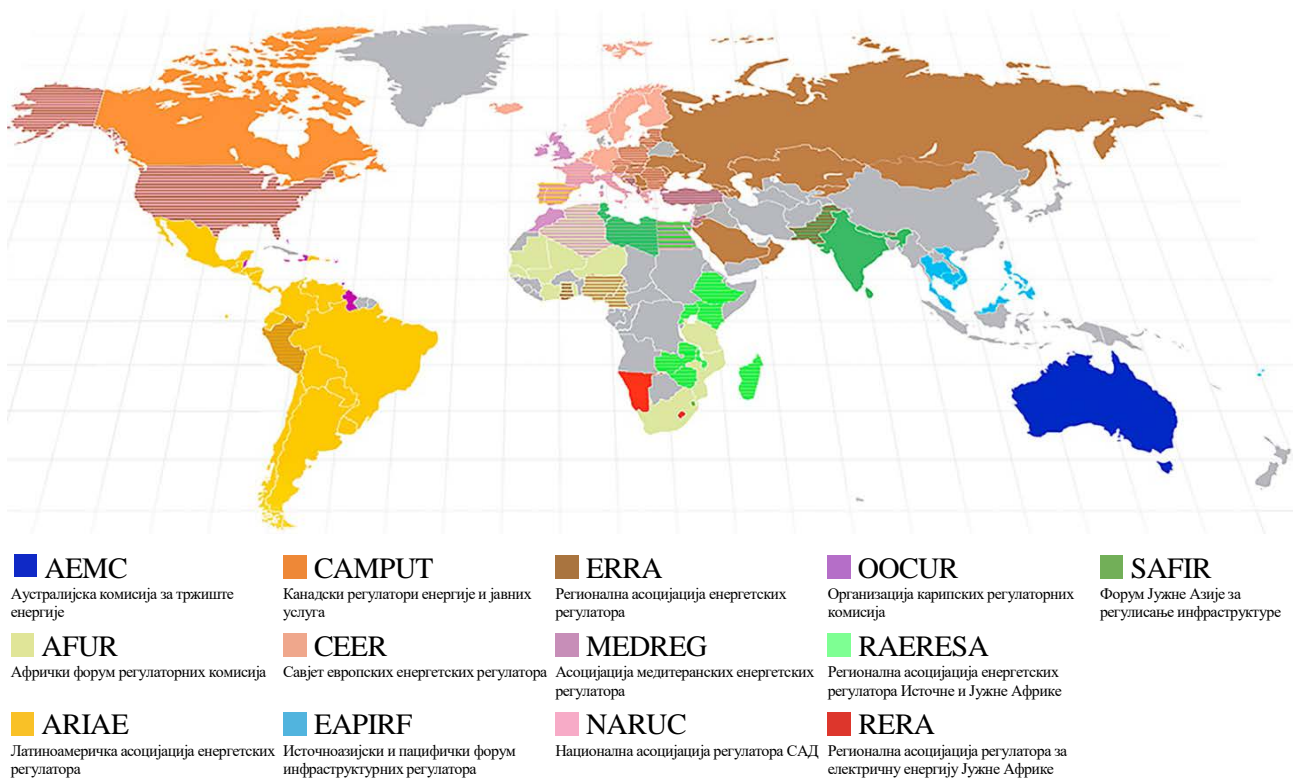 AEMC
Аустралијска комисија за тржиште
енергије
CAMPUT
Канадски регулатори енергије и јавних
услуга
ERRA
Регионална асоцијација енергетских
регулатора
OOCUR
Организација карипских регулаторних
комисија
SAFIR
Форум Јужне Азије за
регулисање инфраструктуре
AFUR
Афрички форум регулаторних комисија
CEER
Савјет европских енергетских регулатора
MEDREG
Асоцијација медитеранских енергетских
регулатора
RAERESA
Регионална асоцијација енергетских
регулатора Источне и Јужне Африке
ARIAE
Латиноамеричка асоцијација енергетских
регулатора
EAPIRF
Источноазијски и пацифички форум
инфраструктурних регулатора
NARUC
Национална асоцијација регулатора САД
RERA
Регионална асоцијација регулатора за
електричну енергију Јужне Африке